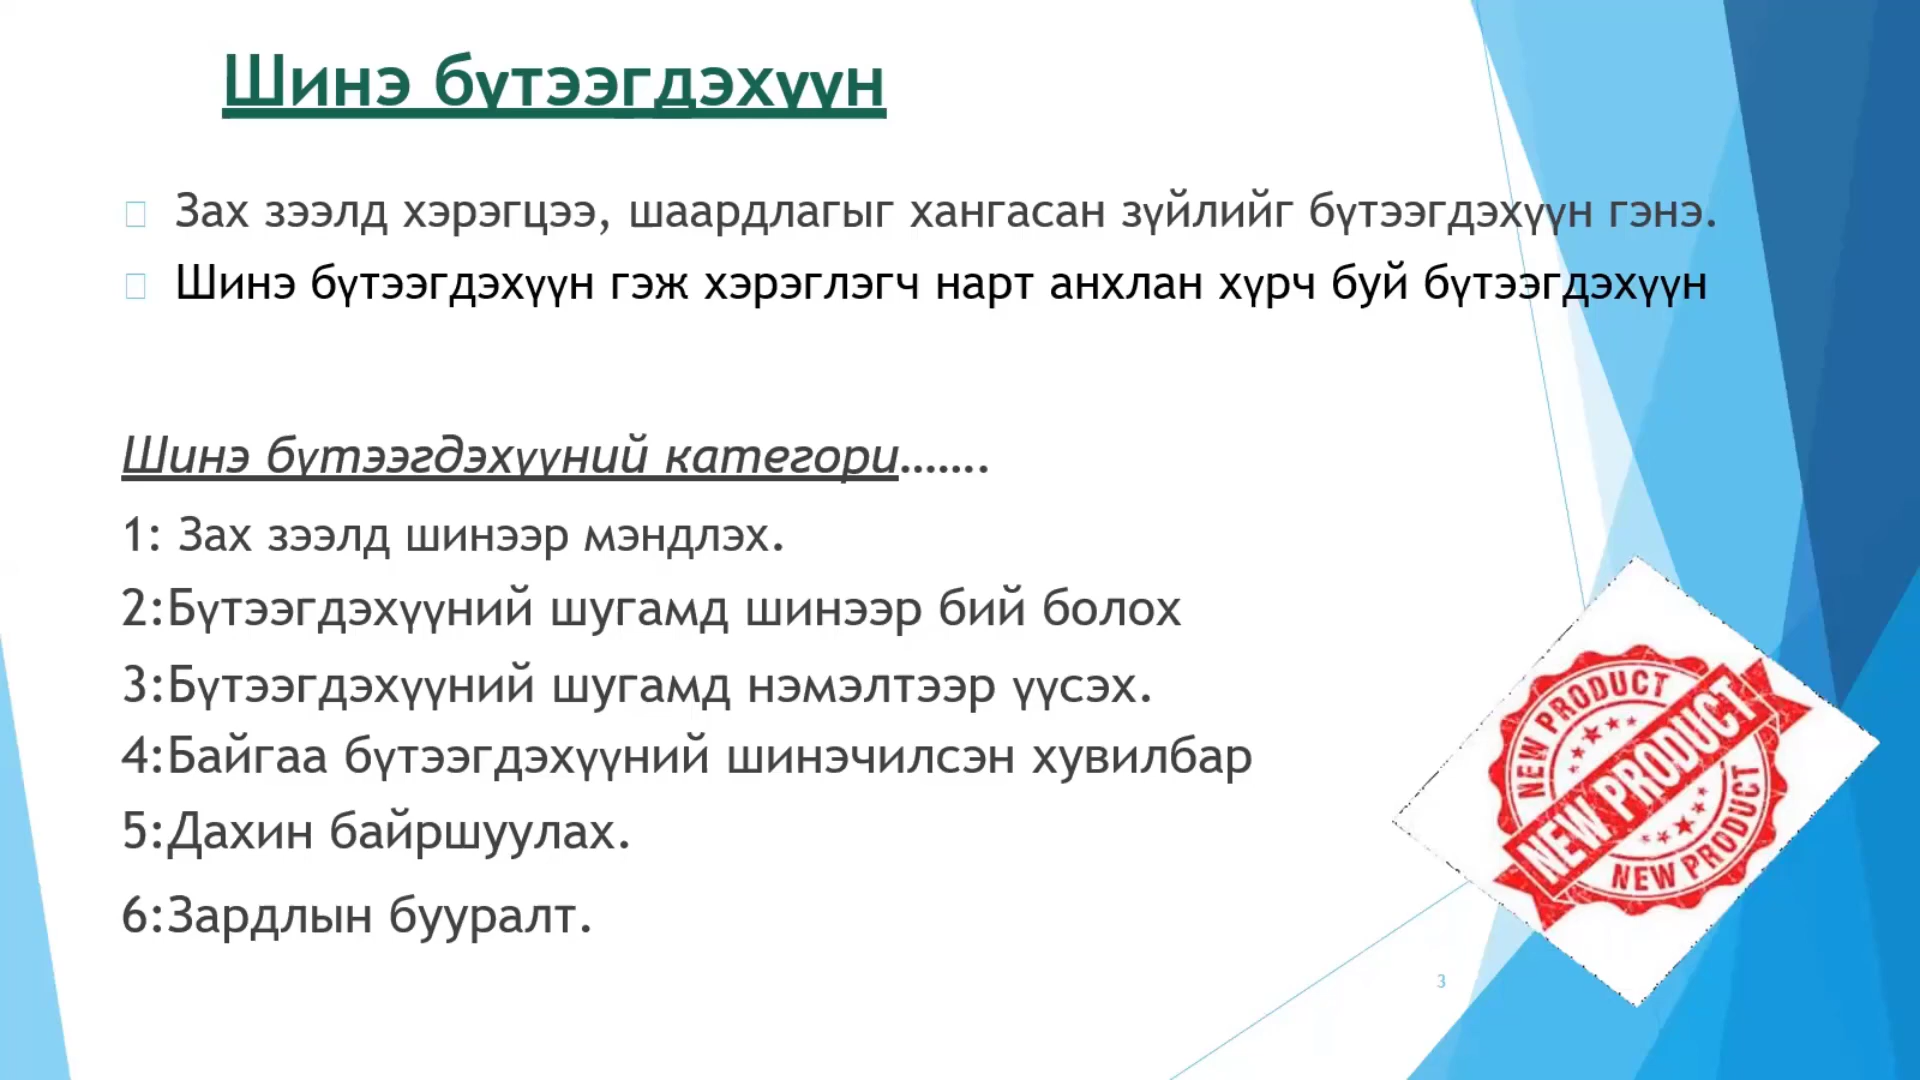 Шинэ бүтээгдэхүүн
Зах зээлд хэрэгцээ, шаардлагыг хангасан зүйлийг бүтээгдэхүүн гэнэ.
Шинэ бүтээгдэхүүн гэж хэрэглэгч нарт анхлан хүрч буй бүтээгдэхүүн
Шинэ бүтээгдэхүүний категори…….
1: Зах зээлд шинээр мэндлэх.
2:Бүтээгдэхүүний шугамд шинээр бий болох
3:Бүтээгдэхүүний шугамд нэмэлтээр үүсэх.
4:Байгаа бүтээгдэхүүний шинэчилсэн хувилбар
5:Дахин байршуулах.
6:Зардлын бууралт.
NEW PRODUCT
NEW PRODUCT
NEW PRODUCT
3